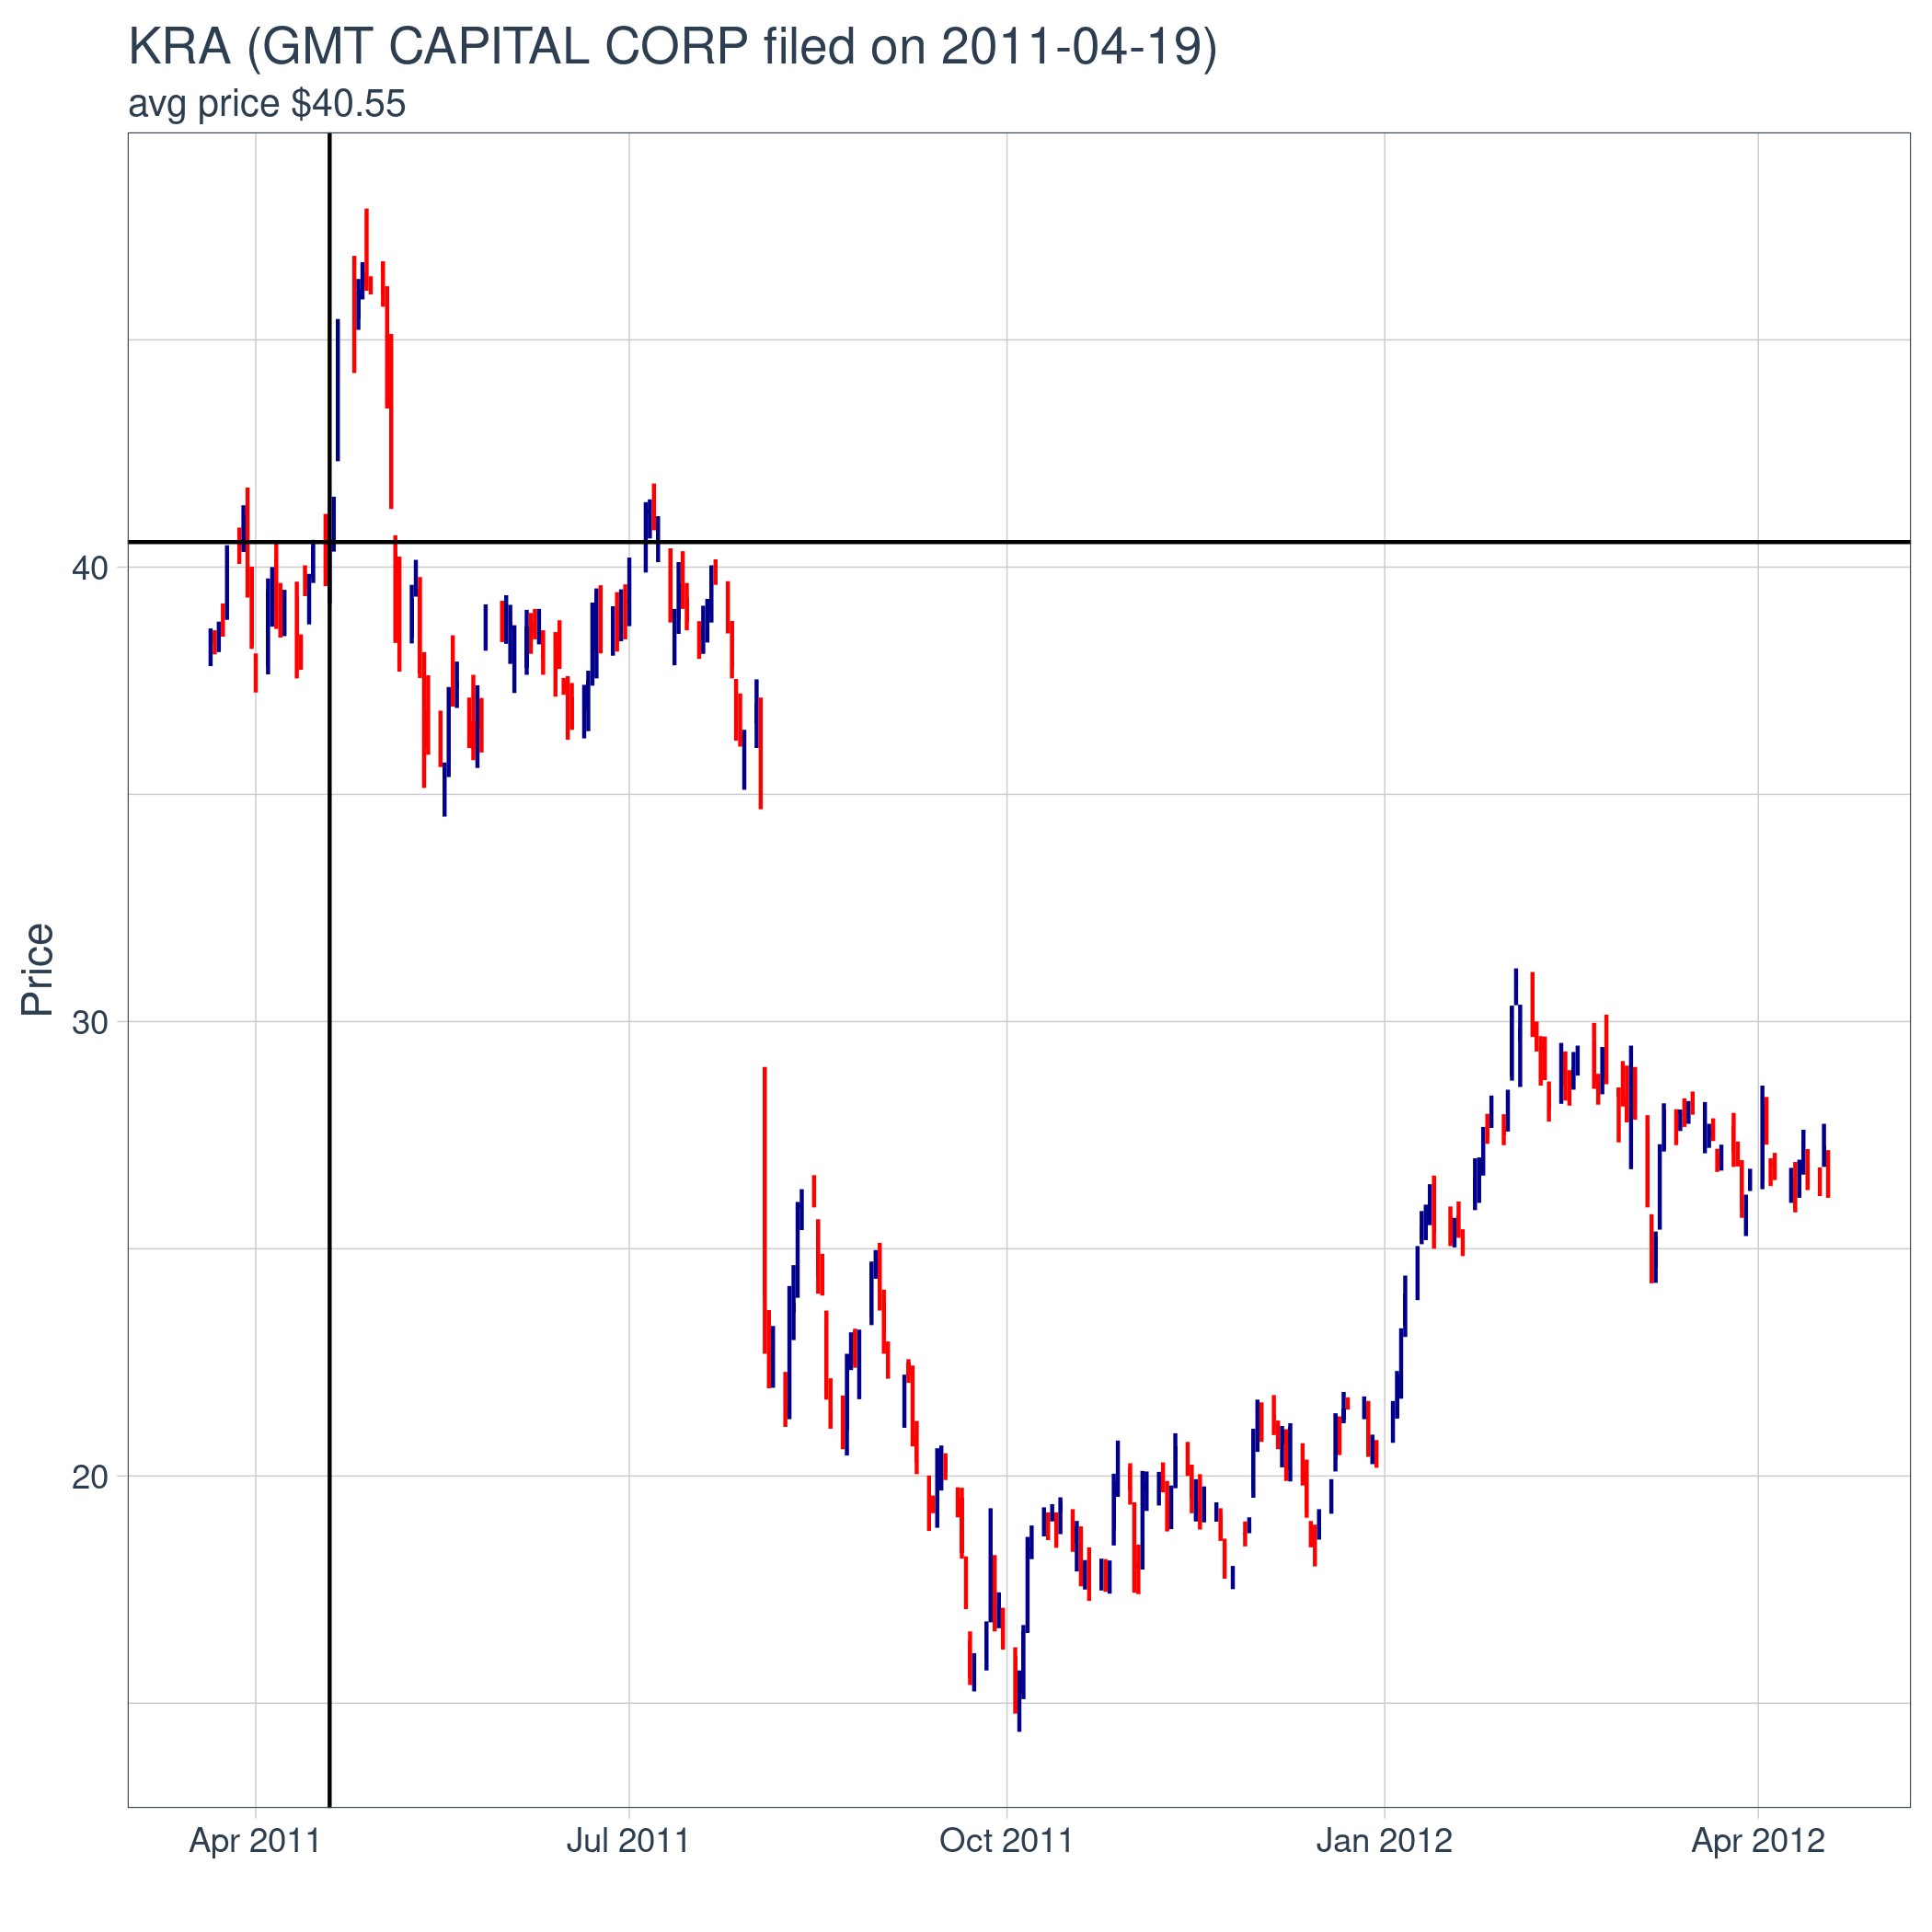 KRA (GMT CAPITAL CORP filed on 2011-04-19)
avg price $40.55
Price
40
30
20
Apr 2011
Jul 2011
Oct 2011
Jan 2012
Apr 2012